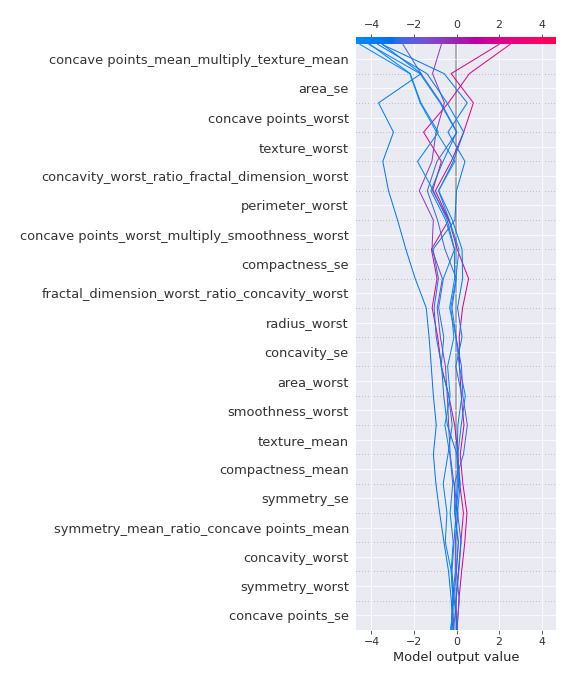 −4 −2 0 2 4
concave points_mean_multiply_texture_mean
area_se
concave points_worst
texture_worst
concavity_worst_ratio_fractal_dimension_worst
perimeter_worst
concave points_worst_multiply_smoothness_worst
compactness_se
fractal_dimension_worst_ratio_concavity_worst
radius_worst
concavity_se
area_worst
smoothness_worst
texture_mean
compactness_mean
symmetry_se
symmetry_mean_ratio_concave points_mean
concavity_worst
symmetry_worst
concave points_se
−4 −2 0 2 4
Model output value